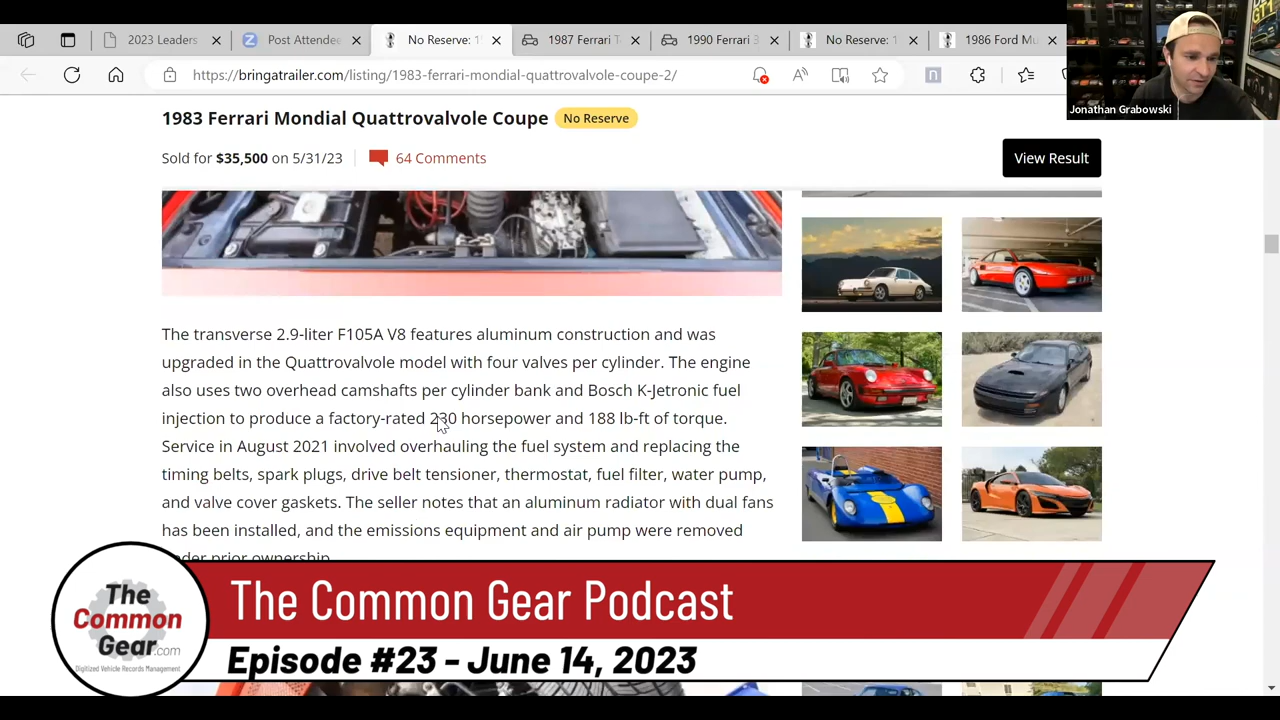 2023 Leaders
Post Attendee
No Reserve: 1
1987 Ferrari T
1990 Ferrari 3
No Reserve: 1
1986 Ford Mu
GT1
https://bringatrailer.com/listing/1983-ferrari-mondial-quattrovalvole-coupe-2/
Jonathan Grabowski
1983 Ferrari Mondial Quattrovalvole Coupe
No Reserve
Sold for $35,500 on 5/31/23
64 Comments
View Result
The transverse 2.9-liter F105A V8 features aluminum construction and was
upgraded in the Quattrovalvole model with four valves per cylinder. The engine
also uses two overhead camshafts per cylinder bank and Bosch K-Jetronic fuel
injection to produce a factory-rated 230 horsepower and 188 lb-ft of torque.
Service in August 2021 involved overhauling the fuel system and replacing the
timing belts, spark plugs, drive belt tensioner, thermostat, fuel filter, water pump,
and valve cover gaskets. The seller notes that an aluminum radiator with dual fans
has been installed, and the emissions equipment and air pump were removed
under prior ownership.
The
Common
Gear
.com
Digitized Vehicle Records Management
The Common Gear Podcast
Episode #23 - June 14, 2023